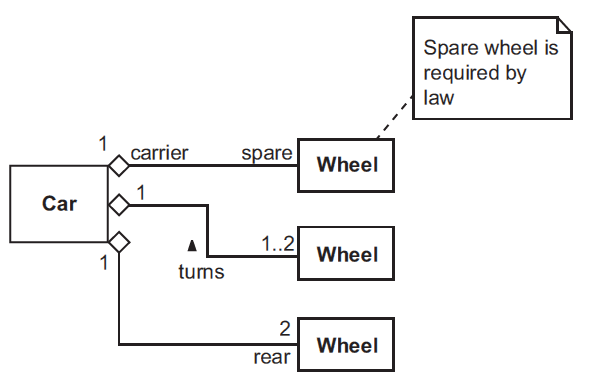 Spare wheel is
required by
law
1
carrier
spare
Wheel
Car
1
1..2
Wheel
turns
1
2
rear
Wheel